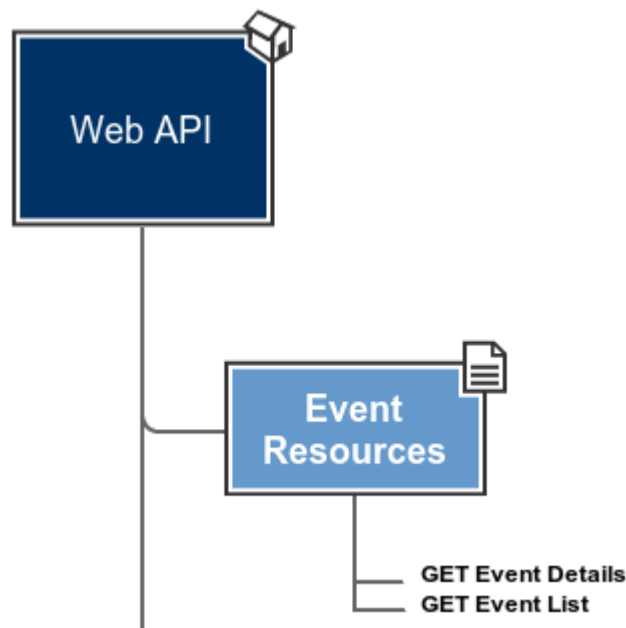 Web API
Event
Resources
GET Event Details
GET Event List